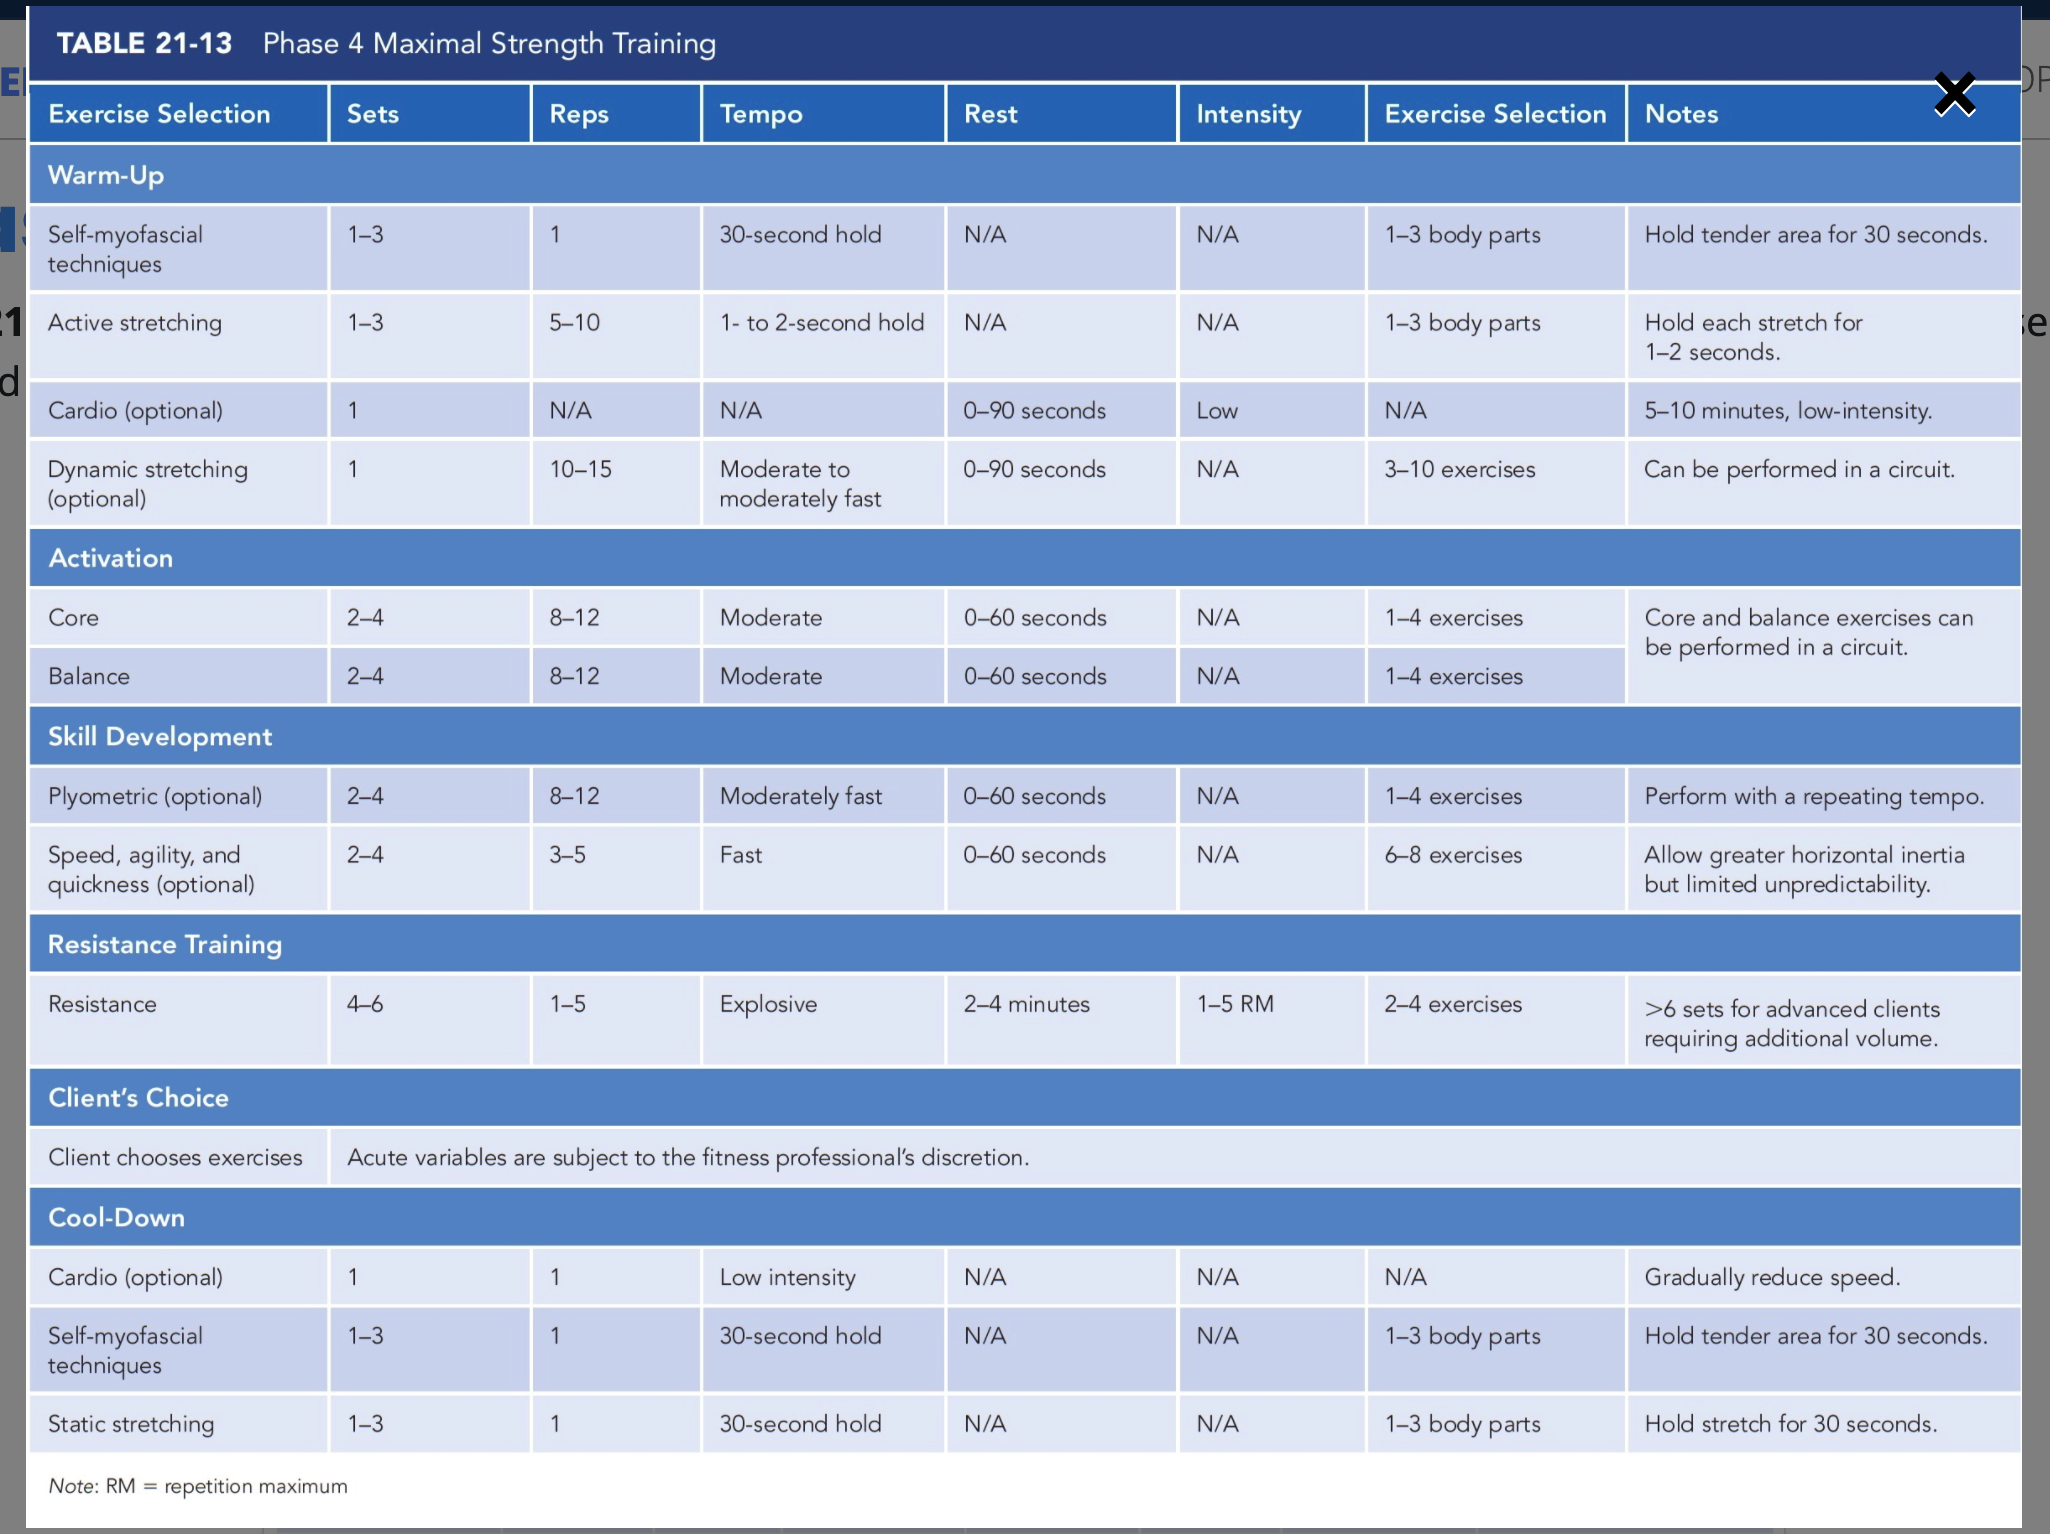 TABLE 21-13 Phase 4 Maximal Strength Training
Exercise Selection Sets Reps Tempo Rest Intensity Exercise Selection Notes
Warm-Up
Self-myofascial 1–3 1 30-second hold N/A N/A 1–3 body parts Hold tender area for 30 seconds.
techniques
Active stretching 1–3 5–10 1- to 2-second hold N/A N/A 1–3 body parts Hold each stretch for
1–2 seconds.
Cardio (optional) 1 N/A N/A 0–90 seconds Low N/A 5–10 minutes, low-intensity.
Dynamic stretching 1 10–15 Moderate to 0–90 seconds N/A 3–10 exercises Can be performed in a circuit.
(optional) moderately fast
Activation
Core 2–4 8–12 Moderate 0–60 seconds N/A 1–4 exercises Core and balance exercises can
be performed in a circuit.
Balance 2–4 8–12 Moderate 0–60 seconds N/A 1–4 exercises
Skill Development
Plyometric (optional) 2–4 8–12 Moderately fast 0–60 seconds N/A 1–4 exercises Perform with a repeating tempo.
Speed, agility, and 2–4 3–5 Fast 0–60 seconds N/A 6–8 exercises Allow greater horizontal inertia
quickness (optional) but limited unpredictability.
Resistance Training
Resistance 4–6 1–5 Explosive 2–4 minutes 1–5 RM 2–4 exercises >6 sets for advanced clients
requiring additional volume.
Client’s Choice
Client chooses exercises Acute variables are subject to the fitness professional’s discretion.
Cool-Down
Cardio (optional) 1 1 Low intensity N/A N/A N/A Gradually reduce speed.
Self-myofascial 1–3 1 30-second hold N/A N/A 1–3 body parts Hold tender area for 30 seconds.
techniques
Static stretching 1–3 1 30-second hold N/A N/A 1–3 body parts Hold stretch for 30 seconds.
Note: RM = repetition maximum